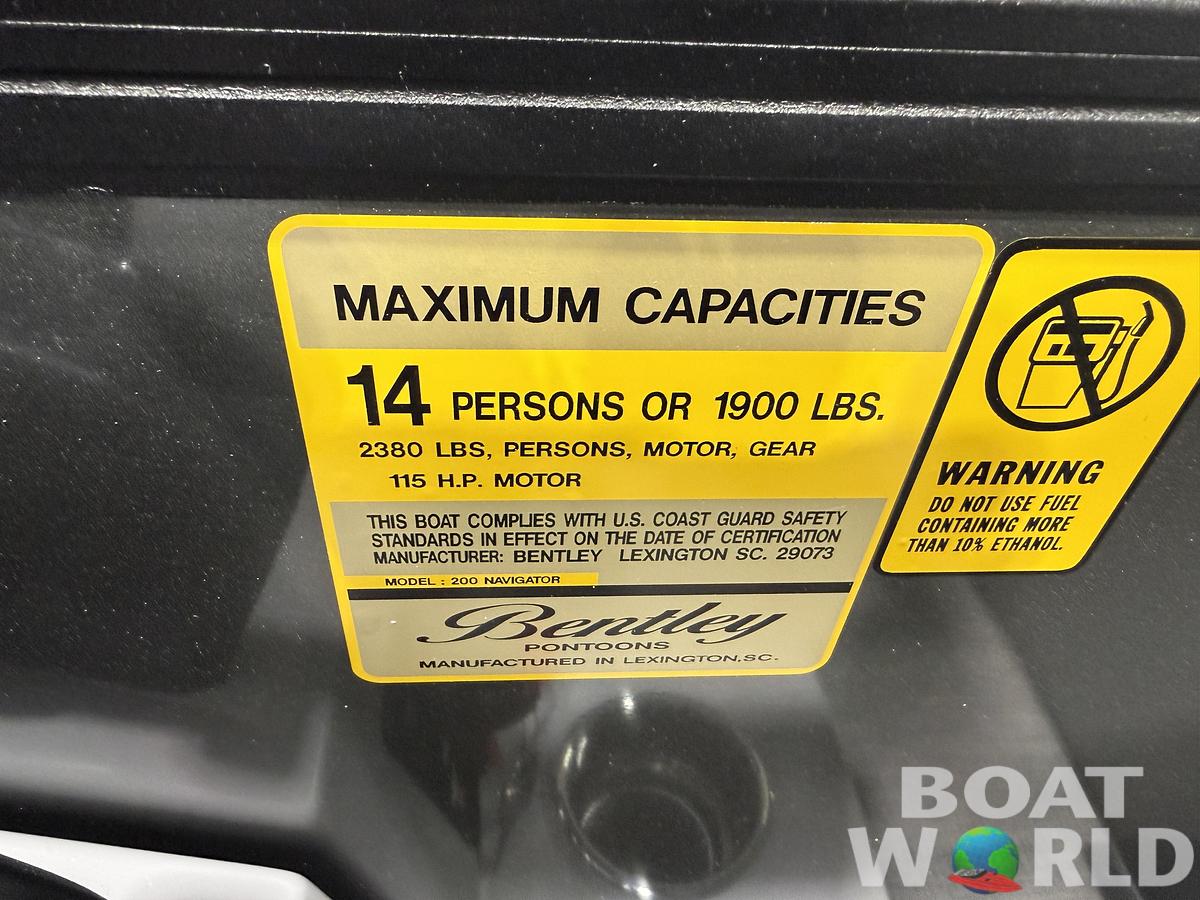 MAXIMUM CAPACITIES
14 PERSONS OR 1900 LBS.
2380 LBS, PERSONS, MOTOR, GEAR
115 H.P. MOTOR
THIS BOAT COMPLIES WITH U.S. COAST GUARD SAFETY
STANDARDS IN EFFECT ON THE DATE OF CERTIFICATION
MANUFACTURER: BENTLEY LEXINGTON SC. 29073
MODEL : 200 NAVIGATOR
Bentley
PONTOONS
MANUFACTURED IN LEXINGTON,SC.
WARNING
DO NOT USE FUEL
CONTAINING MORE
THAN 10% ETHANOL.
BOAT
WORLD